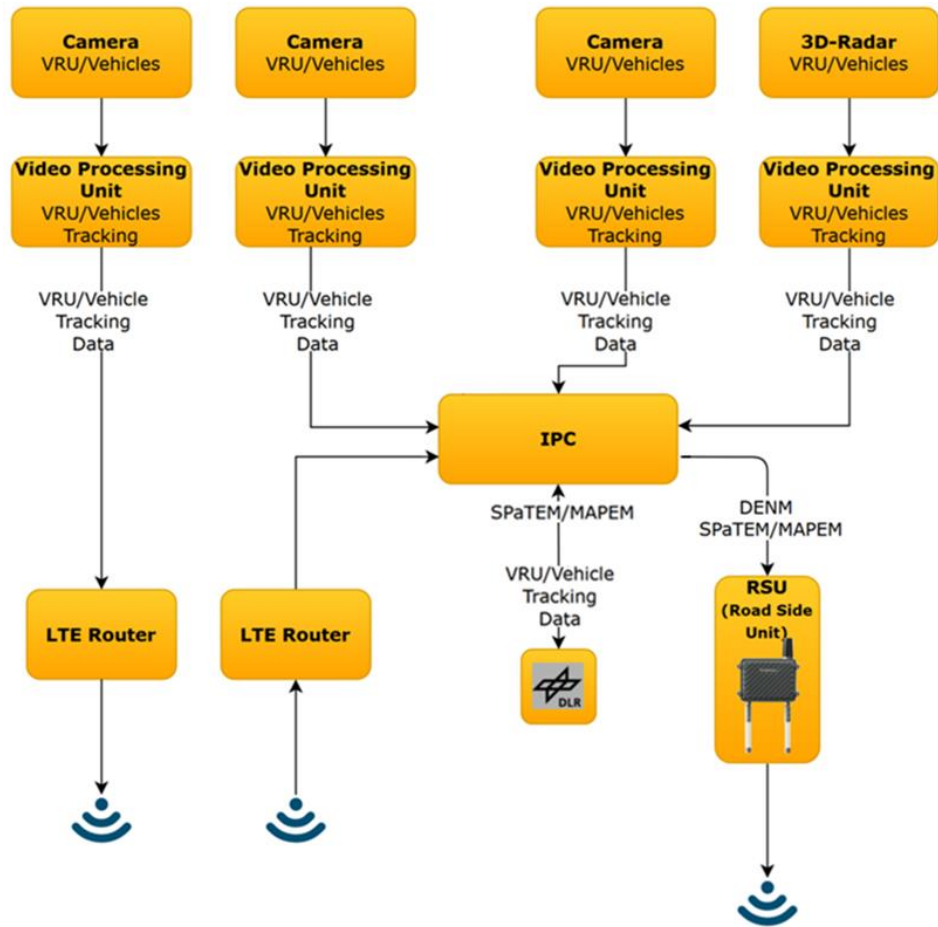 Camera
VRU/Vehicles
Camera
VRU/Vehicles
Camera
VRU/Vehicles
3D-Radar
VRU/Vehicles
Video Processing
Unit
VRU/Vehicles
Tracking
Video Processing
Unit
VRU/Vehicles
Tracking
Video Processing
Unit
VRU/Vehicles
Tracking
Video Processing
Unit
VRU/Vehicles
Tracking
VRU/Vehicle
Tracking
Data
VRU/Vehicle
Tracking
Data
VRU/Vehicle
Tracking
Data
VRU/Vehicle
Tracking
Data
IPC
SPaTEM/MAPEM
DENM
SPaTEM/MAPEM
VRU/Vehicle
Tracking
Data
LTE Router
LTE Router
DLR
RSU
(Road Side
Unit)